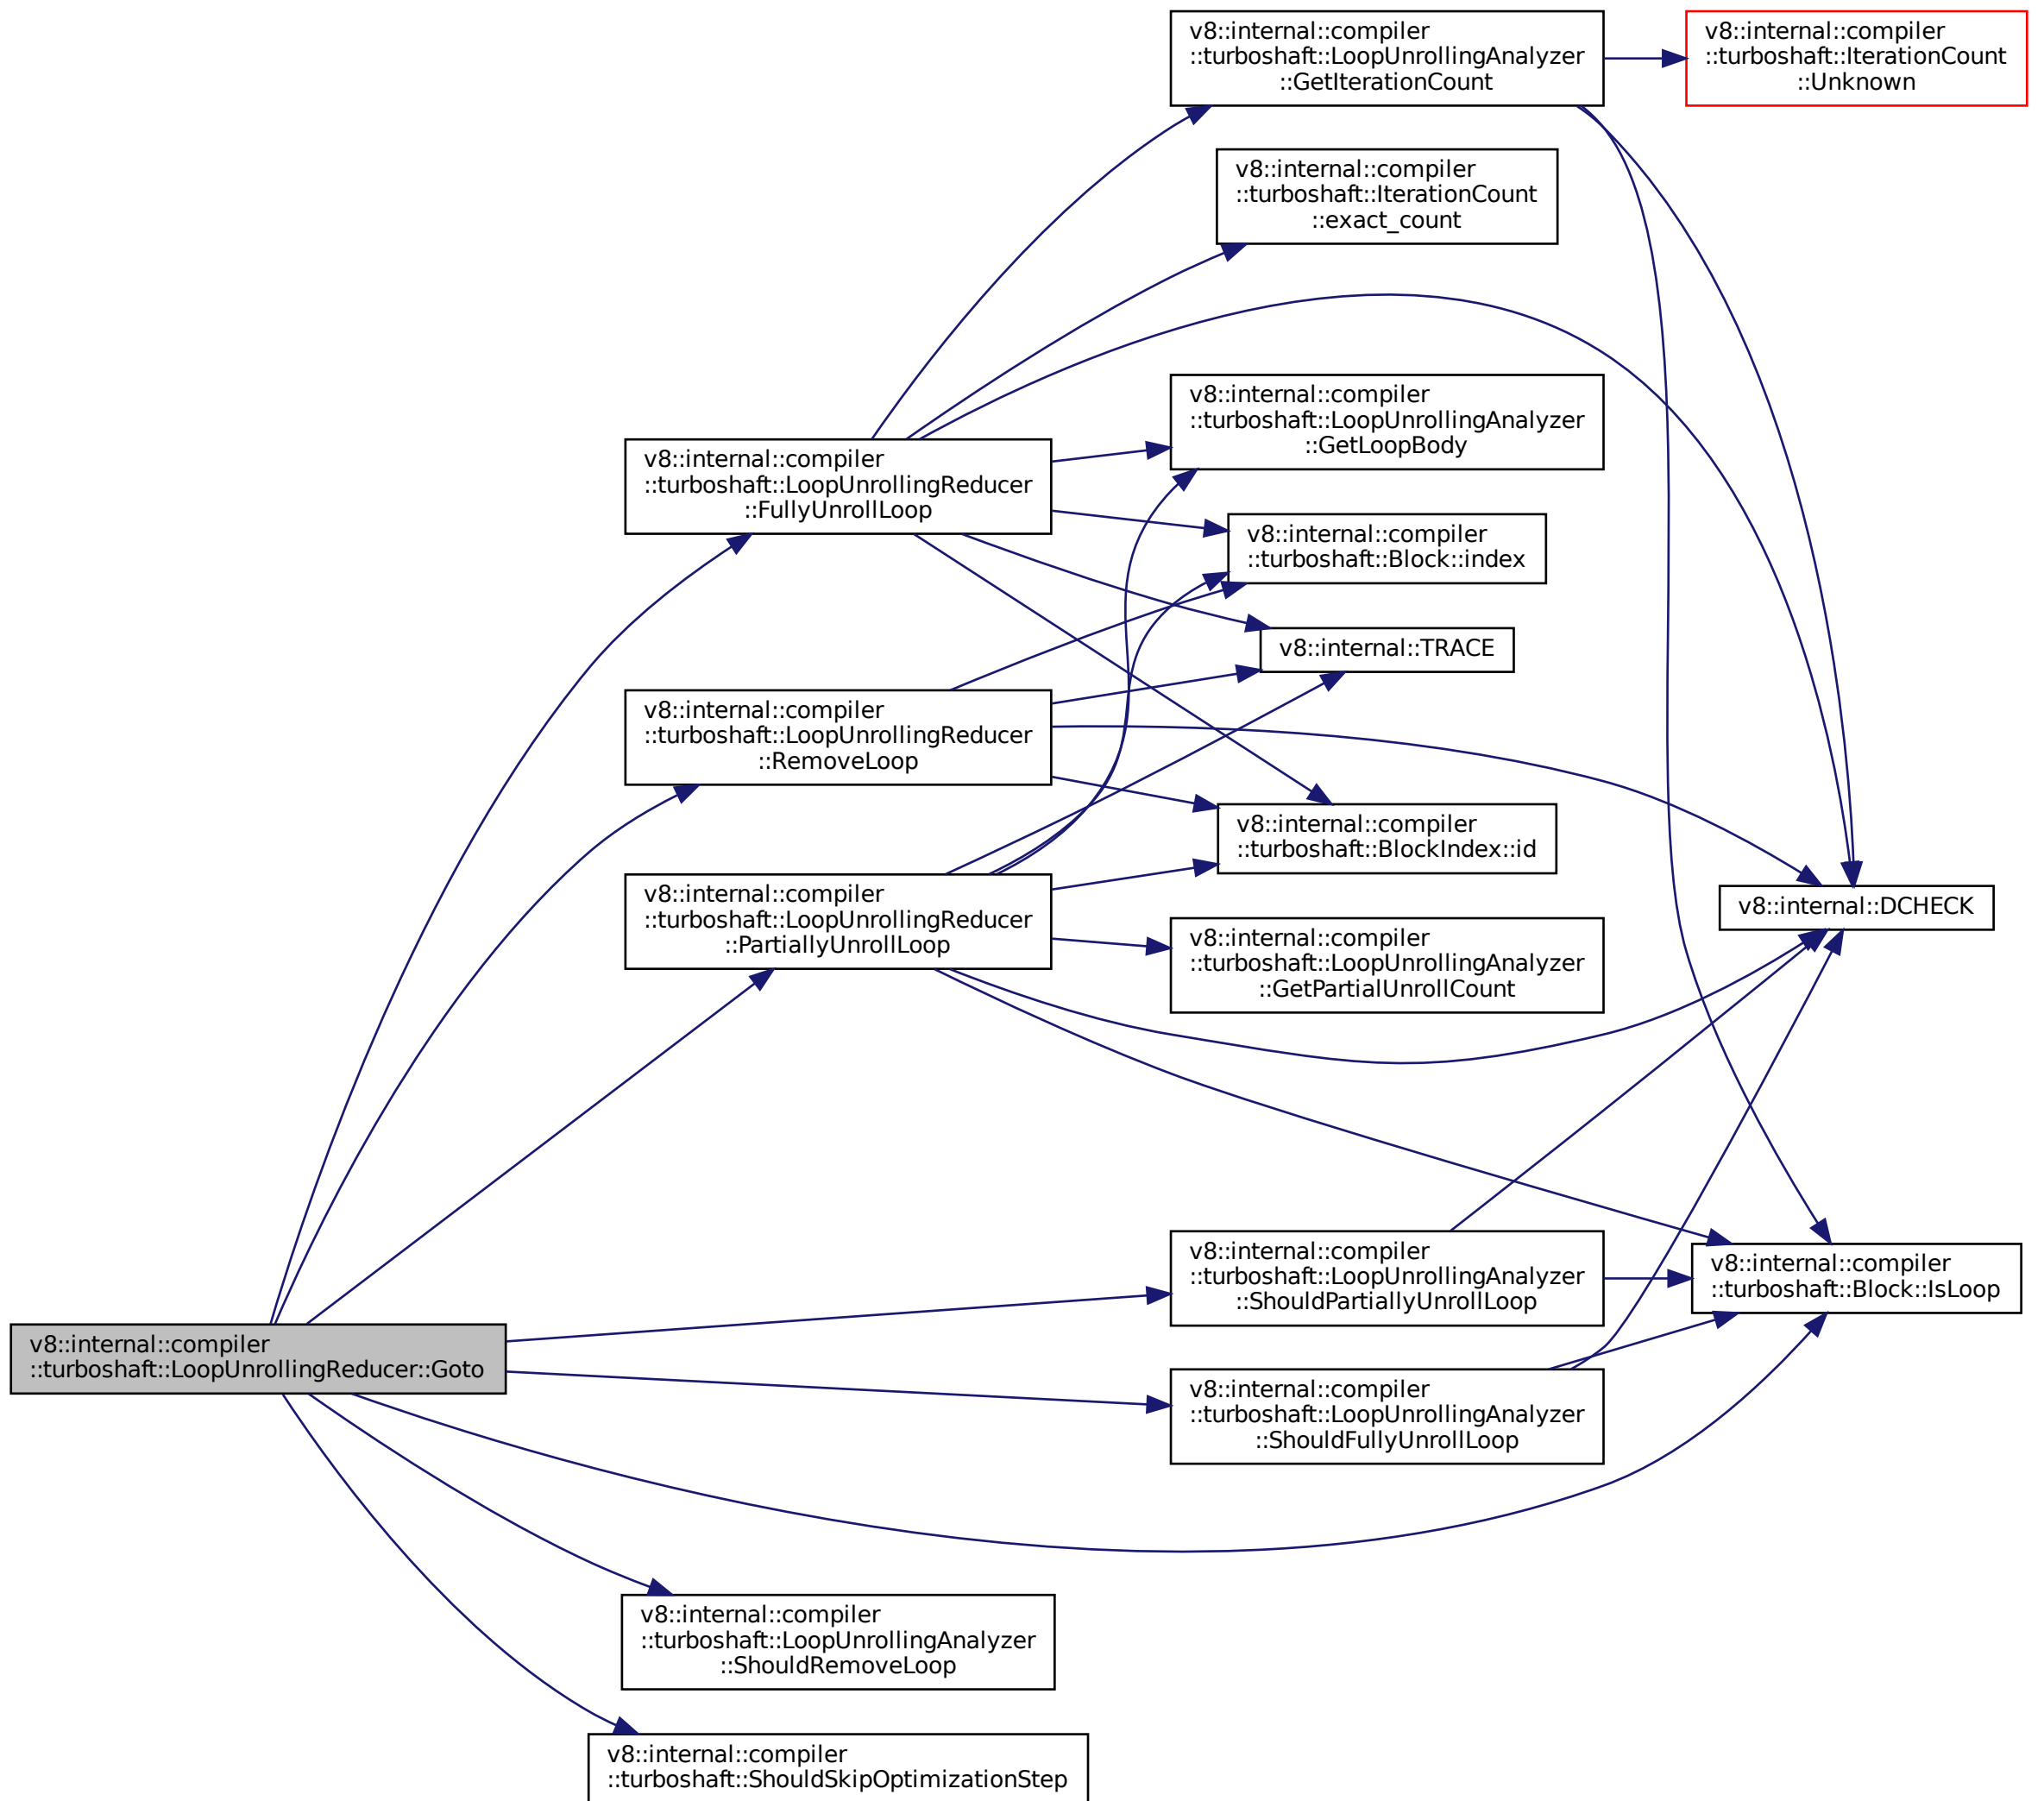 v8::internal::compiler
::turboshaft::LoopUnrollingAnalyzer
::GetIterationCount
v8::internal::compiler
::turboshaft::IterationCount
::Unknown
v8::internal::compiler
::turboshaft::IterationCount
::exact_count
v8::internal::compiler
::turboshaft::LoopUnrollingAnalyzer
::GetLoopBody
v8::internal::compiler
::turboshaft::LoopUnrollingReducer
::FullyUnrollLoop
v8::internal::compiler
::turboshaft::Block::index
v8::internal::TRACE
v8::internal::compiler
::turboshaft::LoopUnrollingReducer
::RemoveLoop
v8::internal::compiler
::turboshaft::BlockIndex::id
v8::internal::compiler
::turboshaft::LoopUnrollingReducer
::PartiallyUnrollLoop
v8::internal::DCHECK
v8::internal::compiler
::turboshaft::LoopUnrollingAnalyzer
::GetPartialUnrollCount
v8::internal::compiler
::turboshaft::LoopUnrollingAnalyzer
::ShouldPartiallyUnrollLoop
v8::internal::compiler
::turboshaft::Block::IsLoop
v8::internal::compiler
::turboshaft::LoopUnrollingReducer::Goto
v8::internal::compiler
::turboshaft::LoopUnrollingAnalyzer
::ShouldFullyUnrollLoop
v8::internal::compiler
::turboshaft::LoopUnrollingAnalyzer
::ShouldRemoveLoop
v8::internal::compiler
::turboshaft::ShouldSkipOptimizationStep